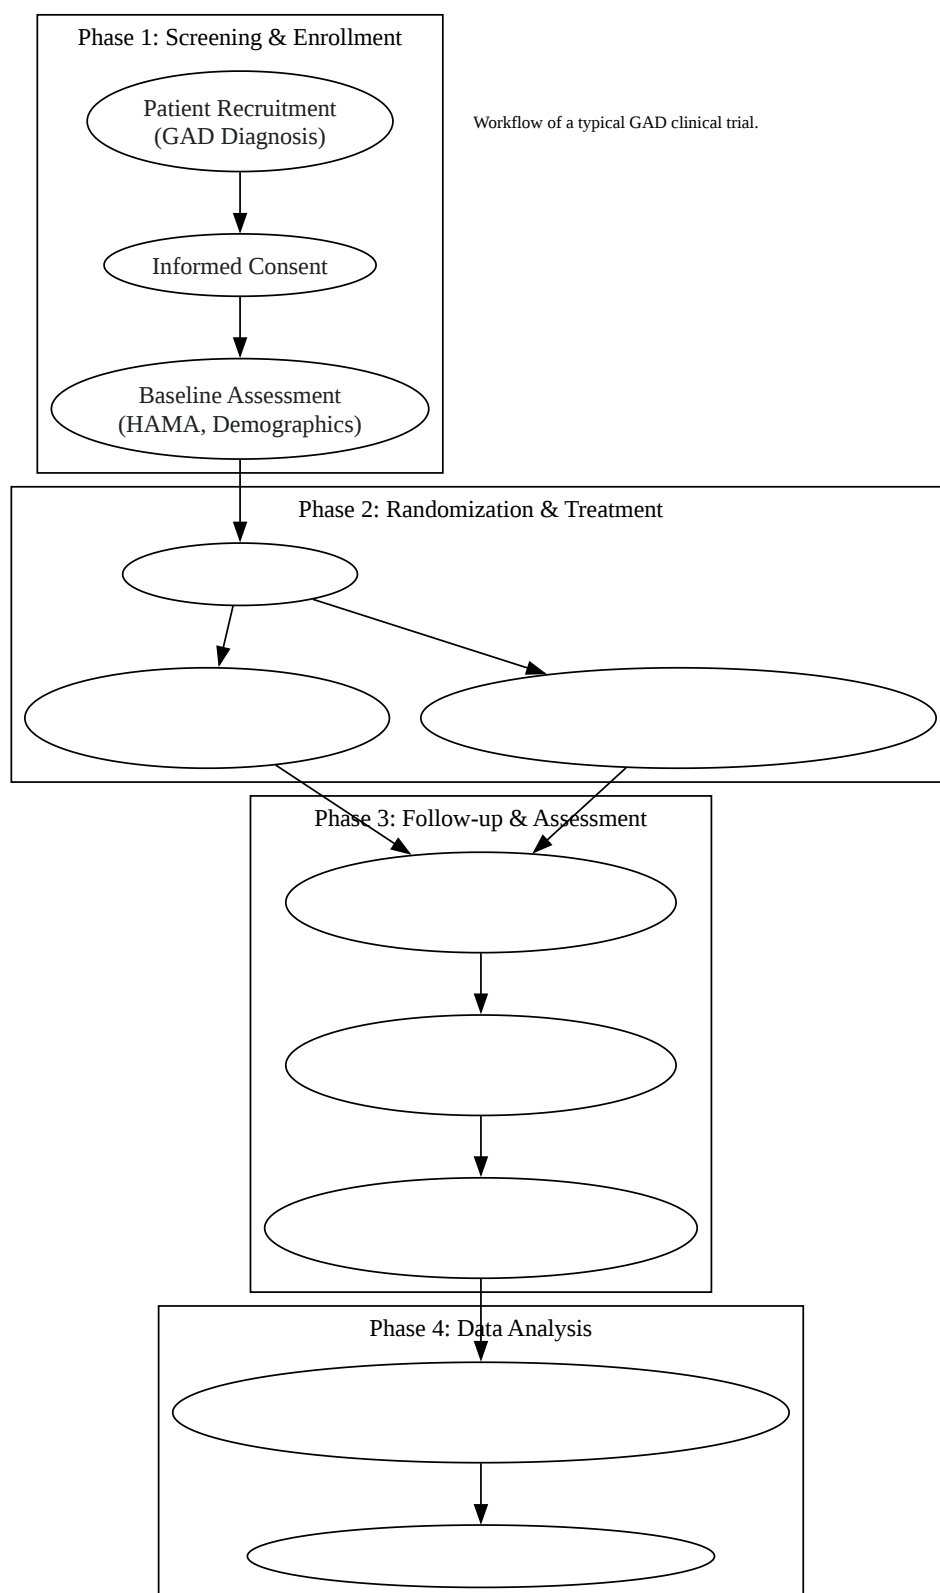 Phase 1: Screening & Enrollment
Patient Recruitment
(GAD Diagnosis)
Workflow of a typical GAD clinical trial.
Informed Consent
Baseline Assessment
(HAMA, Demographics)
Phase 2: Randomization & Treatment
Phase 3: Follow-up & Assessment
Phase 4: Data Analysis